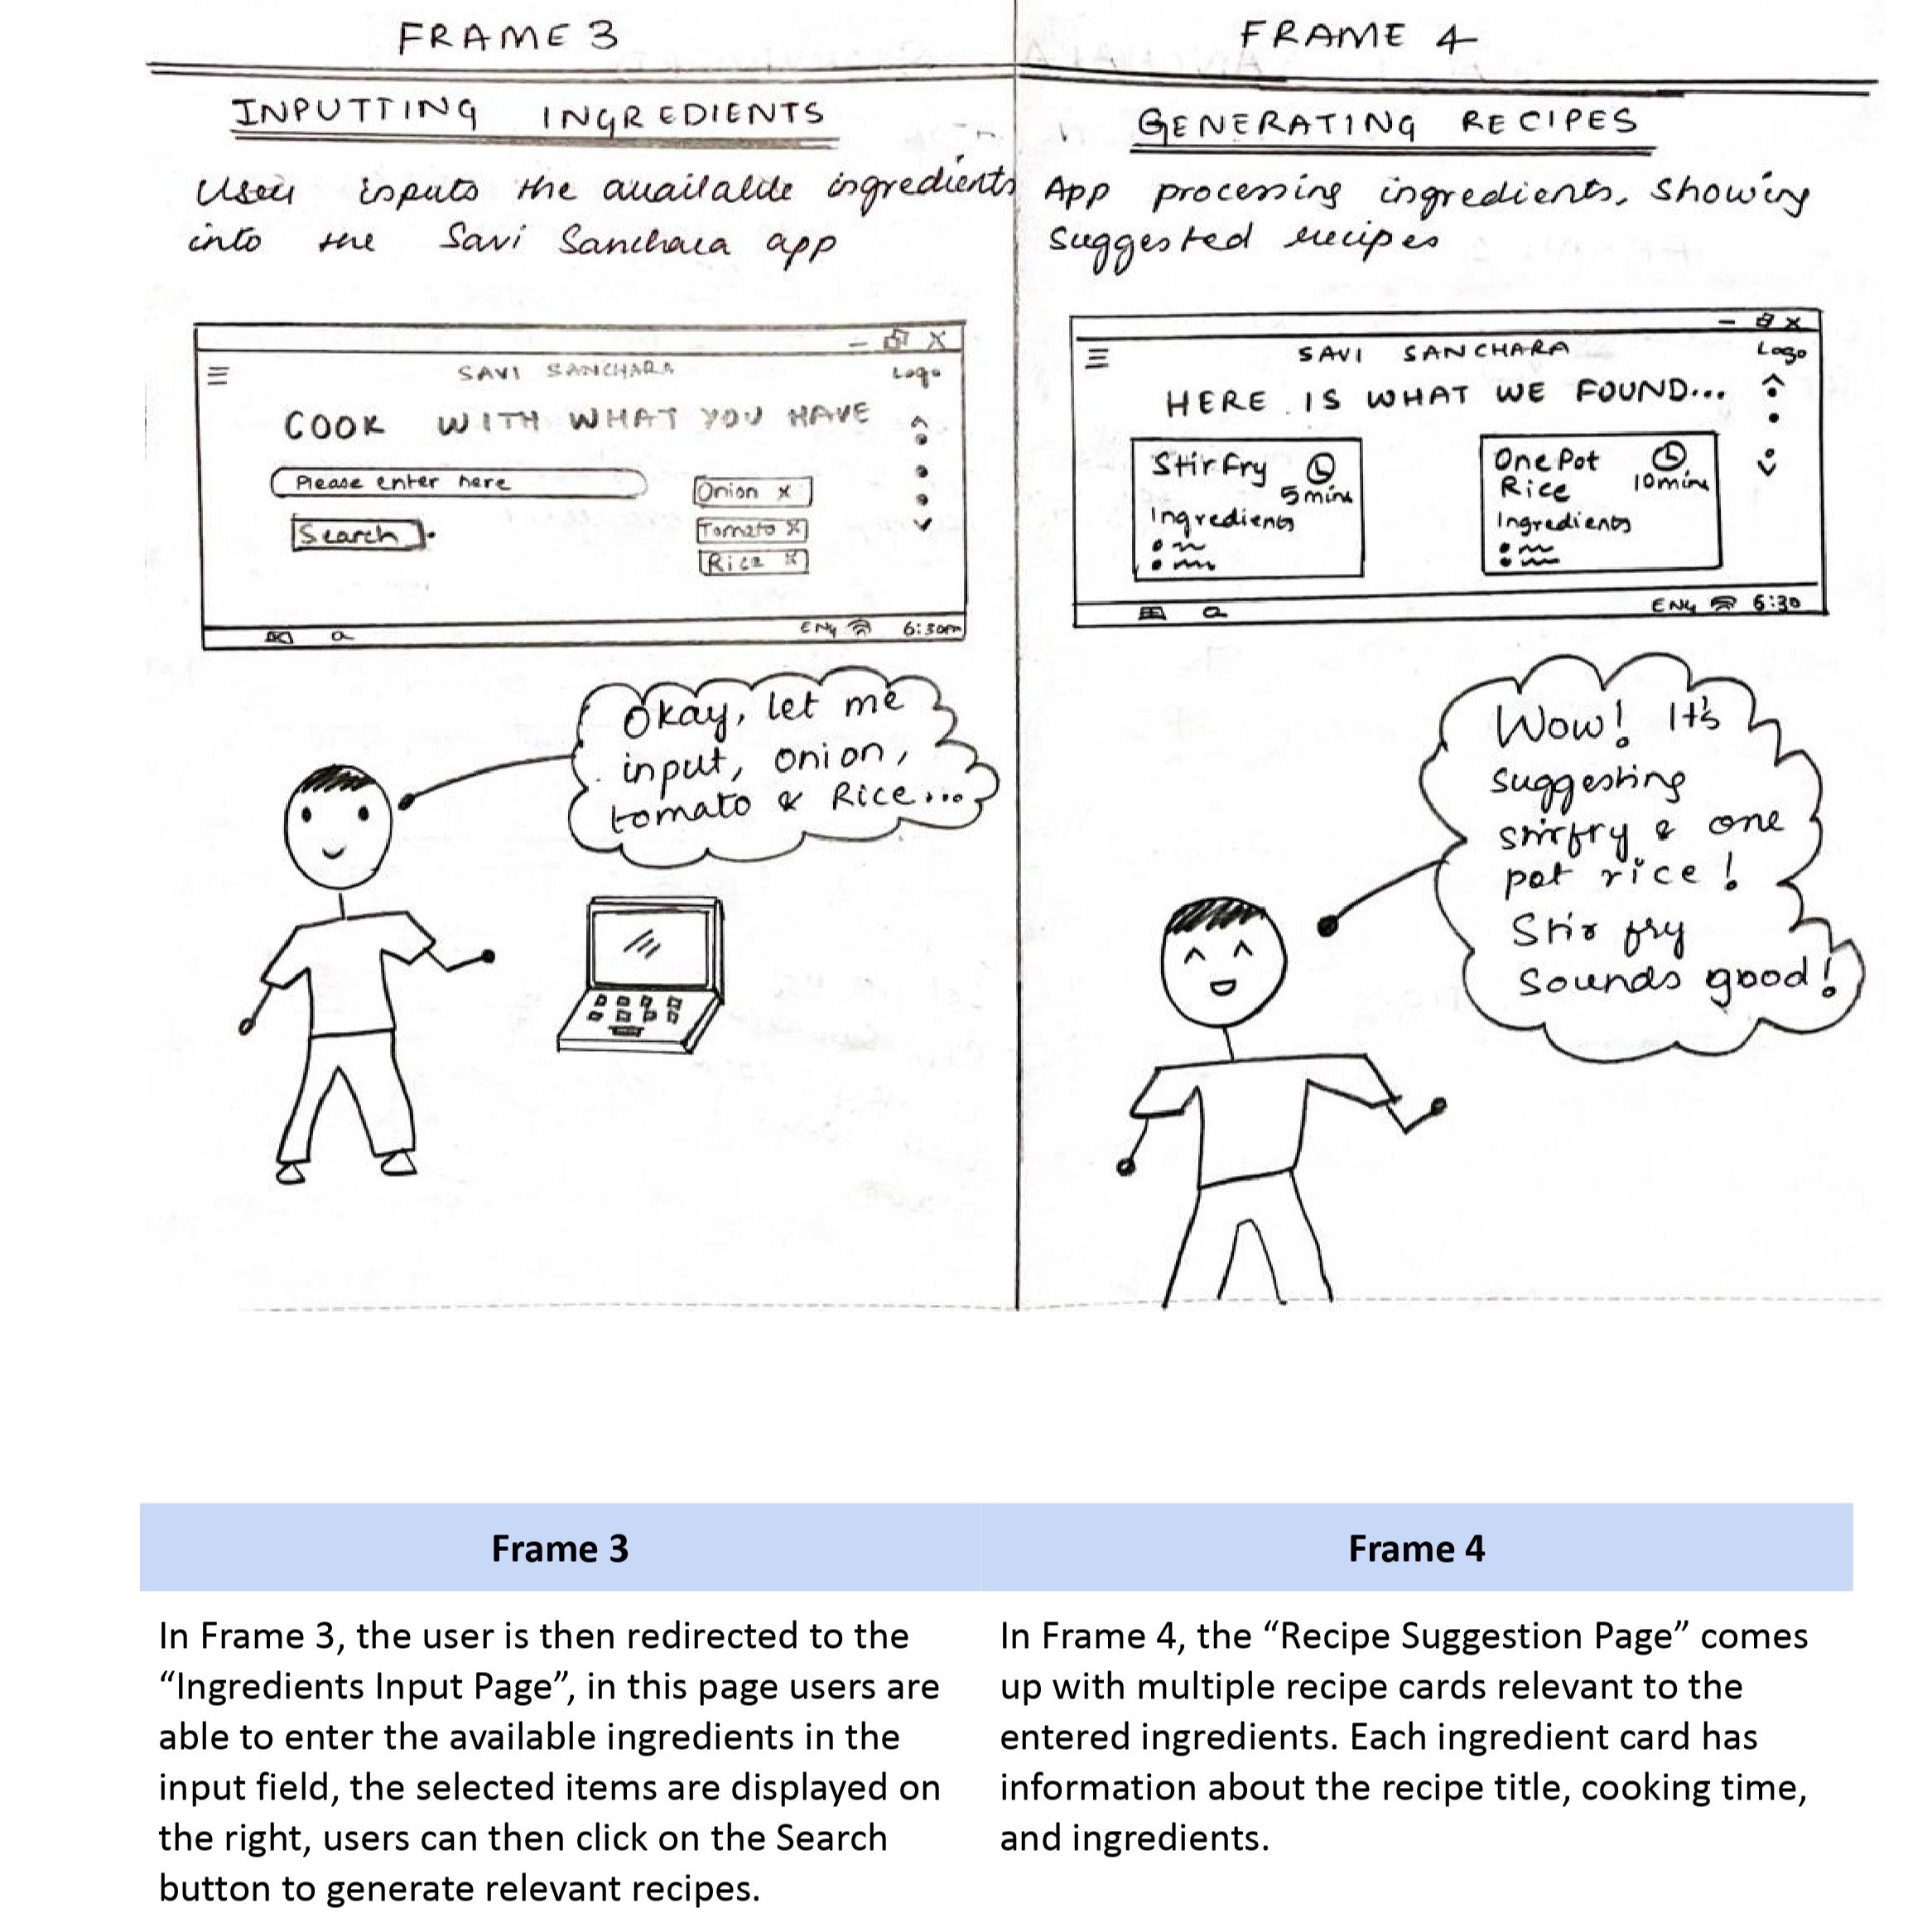 FRAME 3
INPUTTING INGREDIENTS
User inputs the available ingredients
into the Savi Sanchara app
SAVI SANCHARA
Logo
COOK WITH WHAT YOU HAVE
Please enter here
Onion x
Search
Tomato x
Rice x
ENG 6:30pm
Okay, let me
input, onion,
tomato & Rice...
FRAME 4
GENERATING RECIPES
App processing ingredients, showing
suggested recipes
SAVI SANCHARA
Logo
HERE IS WHAT WE FOUND...
Stir Fry
5 mins
Ingredients
One Pot
Rice
10 mins
Ingredients
ENG 6:30
Wow! It's
suggesting
stirfry & one
pot rice!
Stir fry
Sounds good!
Frame 3
In Frame 3, the user is then redirected to the
“Ingredients Input Page”, in this page users are
able to enter the available ingredients in the
input field, the selected items are displayed on
the right, users can then click on the Search
button to generate relevant recipes.
Frame 4
In Frame 4, the “Recipe Suggestion Page” comes
up with multiple recipe cards relevant to the
entered ingredients. Each ingredient card has
information about the recipe title, cooking time,
and ingredients.